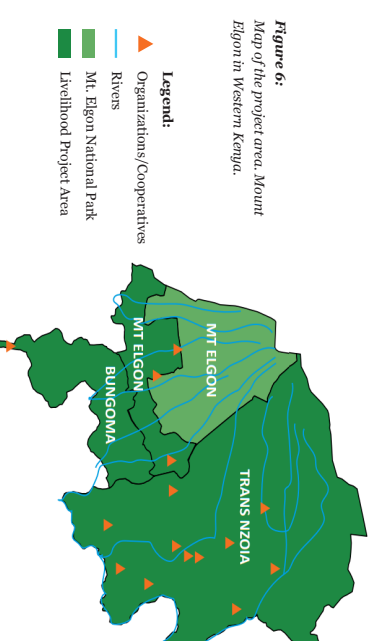 Figure 6:
Map of the project area. Mount
Elgon in Western Kenya.
Legend:
Organizations/Cooperatives
Rivers
Mt. Elgon National Park
Livelihood Project Area
MT ELGON
MT ELGON
BUNGOMA
TRANS NZOIA